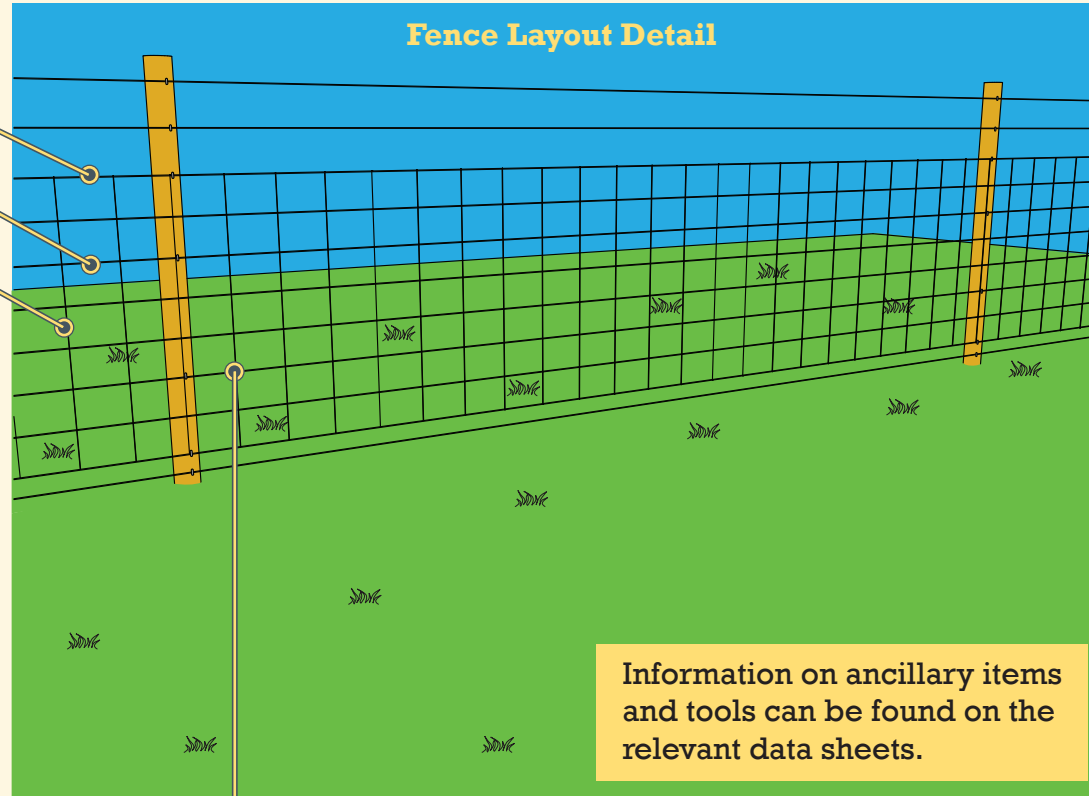 Fence Layout Detail
Information on ancillary items
and tools can be found on the
relevant data sheets.